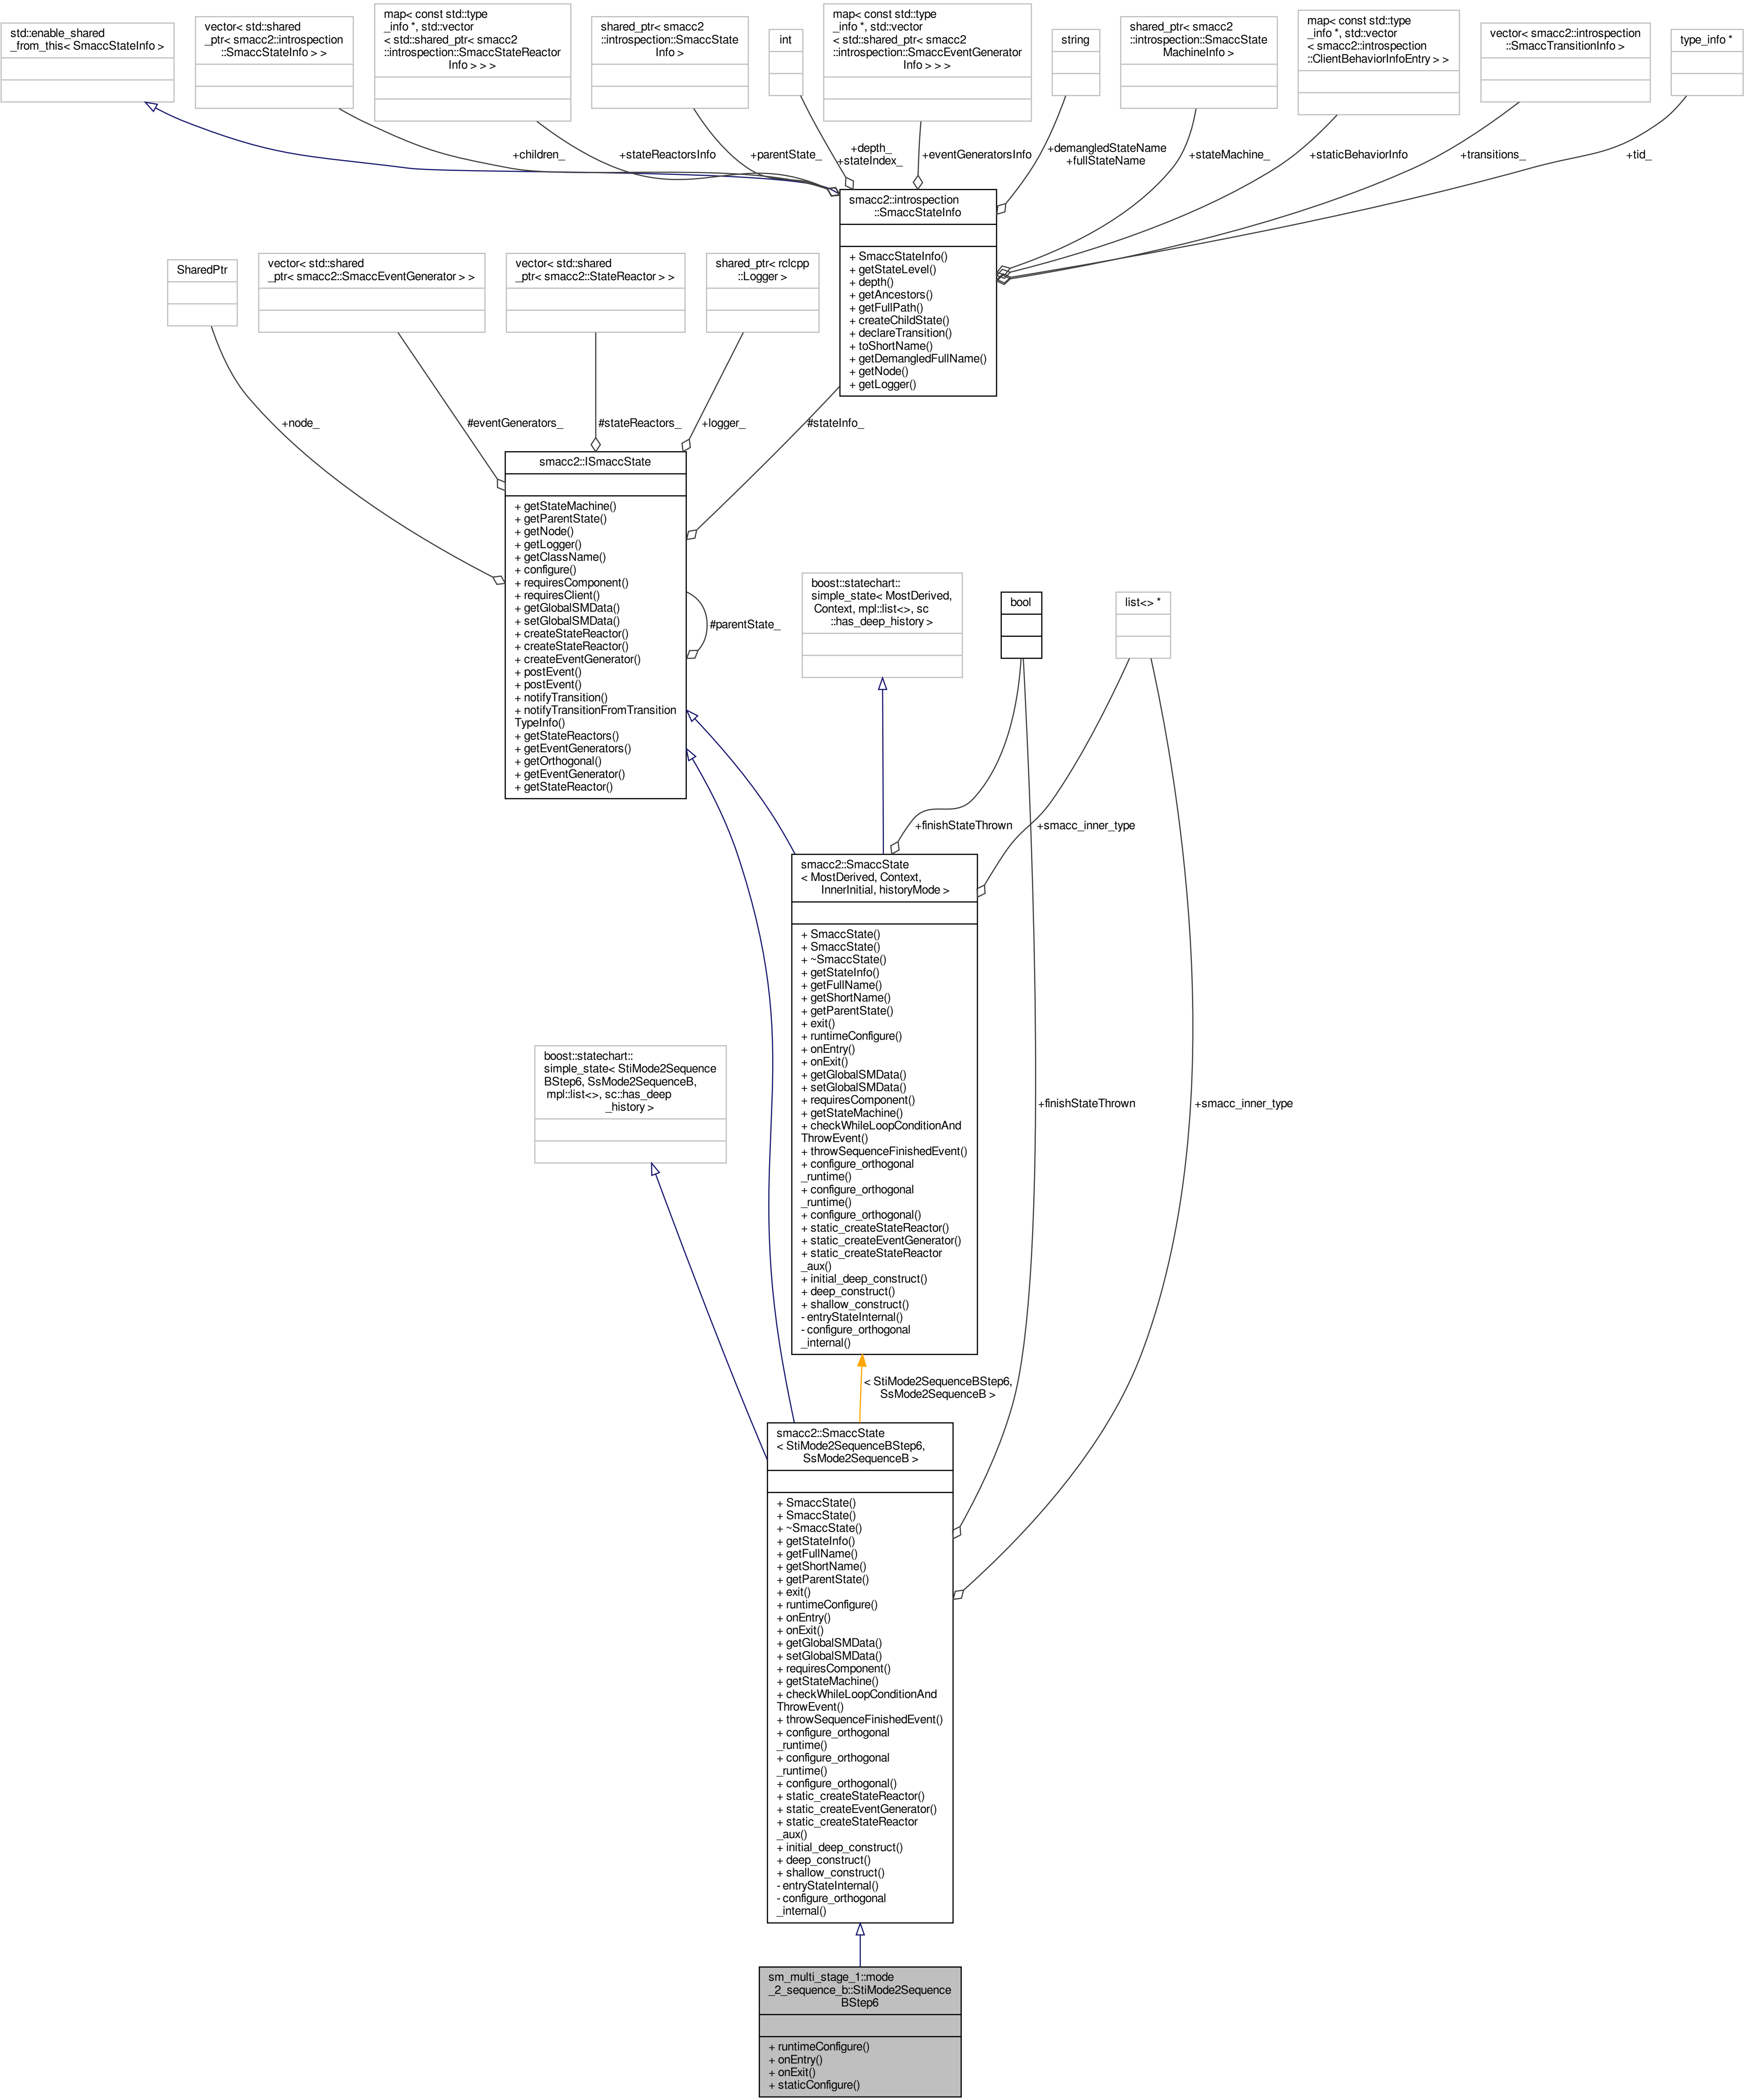 std::enable_shared
_from_this< SmaccStateInfo >
vector< std::shared
_ptr< smacc2::introspection
::SmaccStateInfo > >
map< const std::type
_info *, std::vector
< std::shared_ptr< smacc2
::introspection::SmaccStateReactor
Info > > >
shared_ptr< smacc2
::introspection::SmaccState
Info >
int
map< const std::type
_info *, std::vector
< std::shared_ptr< smacc2
::introspection::SmaccEventGenerator
Info > > >
string
shared_ptr< smacc2
::introspection::SmaccState
MachineInfo >
map< const std::type
_info *, std::vector
< smacc2::introspection
::ClientBehaviorInfoEntry > >
vector< smacc2::introspection
::SmaccTransitionInfo >
type_info *
+children_
+stateReactorsInfo
+parentState_
+depth_
+stateIndex_
+eventGeneratorsInfo
+demangledStateName
+fullStateName
+stateMachine_
+staticBehaviorInfo
+transitions_
+tid_
smacc2::introspection
::SmaccStateInfo
+ SmaccStateInfo()
+ getStateLevel()
+ depth()
+ getAncestors()
+ getFullPath()
+ createChildState()
+ declareTransition()
+ toShortName()
+ getDemangledFullName()
+ getNode()
+ getLogger()
SharedPtr
vector< std::shared
_ptr< smacc2::SmaccEventGenerator > >
vector< std::shared
_ptr< smacc2::StateReactor > >
shared_ptr< rclcpp
::Logger >
+node_
#eventGenerators_
#stateReactors_
+logger_
#stateInfo_
smacc2::ISmaccState
+ getStateMachine()
+ getParentState()
+ getNode()
+ getLogger()
+ getClassName()
+ configure()
+ requiresComponent()
+ requiresClient()
+ getGlobalSMData()
+ setGlobalSMData()
+ createStateReactor()
+ createStateReactor()
+ createEventGenerator()
+ postEvent()
+ postEvent()
+ notifyTransition()
+ notifyTransitionFromTransition
TypeInfo()
+ getStateReactors()
+ getEventGenerators()
+ getOrthogonal()
+ getEventGenerator()
+ getStateReactor()
#parentState_
boost::statechart::
simple_state< MostDerived,
Context, mpl::list<>, sc
::has_deep_history >
bool
list<> *
+finishStateThrown
+smacc_inner_type
smacc2::SmaccState
< MostDerived, Context,
InnerInitial, historyMode >
+ SmaccState()
+ SmaccState()
+ ~SmaccState()
+ getStateInfo()
+ getFullName()
+ getShortName()
+ getParentState()
+ exit()
+ runtimeConfigure()
+ onEntry()
+ onExit()
+ getGlobalSMData()
+ setGlobalSMData()
+ requiresComponent()
+ getStateMachine()
+ checkWhileLoopConditionAnd
ThrowEvent()
+ throwSequenceFinishedEvent()
+ configure_orthogonal
_runtime()
+ configure_orthogonal
_runtime()
+ configure_orthogonal()
+ static_createStateReactor()
+ static_createEventGenerator()
+ static_createStateReactor
_aux()
+ initial_deep_construct()
+ deep_construct()
+ shallow_construct()
- entryStateInternal()
- configure_orthogonal
_internal()
boost::statechart::
simple_state< StiMode2Sequence
BStep6, SsMode2SequenceB,
mpl::list<>, sc::has_deep
_history >
+finishStateThrown
+smacc_inner_type
< StiMode2SequenceBStep6,
SsMode2SequenceB >
smacc2::SmaccState
< StiMode2SequenceBStep6,
SsMode2SequenceB >
+ SmaccState()
+ SmaccState()
+ ~SmaccState()
+ getStateInfo()
+ getFullName()
+ getShortName()
+ getParentState()
+ exit()
+ runtimeConfigure()
+ onEntry()
+ onExit()
+ getGlobalSMData()
+ setGlobalSMData()
+ requiresComponent()
+ getStateMachine()
+ checkWhileLoopConditionAnd
ThrowEvent()
+ throwSequenceFinishedEvent()
+ configure_orthogonal
_runtime()
+ configure_orthogonal
_runtime()
+ configure_orthogonal()
+ static_createStateReactor()
+ static_createEventGenerator()
+ static_createStateReactor
_aux()
+ initial_deep_construct()
+ deep_construct()
+ shallow_construct()
- entryStateInternal()
- configure_orthogonal
_internal()
sm_multi_stage_1::mode
_2_sequence_b::StiMode2Sequence
BStep6
+ runtimeConfigure()
+ onEntry()
+ onExit()
+ staticConfigure()